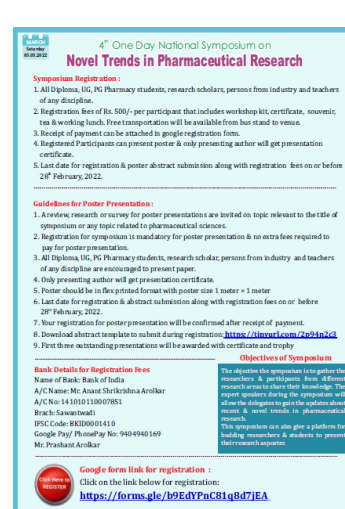 MARCH
Saturday
05.03.2022
4th One Day National Symposium on
Novel Trends in Pharmaceutical Research
Symposium Registration :
1. All Diploma, UG, PG Pharmacy students, research scholars, persons from industry and teachers
of any discipline.
2. Registration fees of Rs. 500/- per participant that includes workshop kit, certificate, souvenir,
tea & working lunch. Free transportation will be available from bus stand to venue.
3. Receipt of payment can be attached in google registration form.
4. Registered Participants can present poster & only presenting author will get presentation
certificate.
5. Last date for registration & poster abstract submission along with registration fees on or before
28th February, 2022.
Guidelines for Poster Presentation :
1. A review, research or survey for poster presentations are invited on topic relevant to the title of
symposium or any topic related to pharmaceutical sciences.
2. Registration for symposium is mandatory for poster presentation & no extra fees required to
pay for poster presentation.
3. All Diploma, UG, PG Pharmacy students, research scholar, persons from industry and teachers
of any discipline are encouraged to present paper.
4. Only presenting author will get presentation certificate.
5. Poster should in flex printed format with poster size 1 meter × 1 meter
6. Last date for registration & abstract submission along with registration fees on or before
28th February, 2022.
7. Your registration for poster presentation will be confirmed after receipt of payment.
8. Download abstract template to submit during registration: https://tinyurl.com/2p94n2c3
9. First three outstanding presentations will be awarded with certificate and trophy
Bank Details for Registration Fees
Name of Bank: Bank of India
A/C Name: Mr. Anant Shrikrishna Arolkar
A/C No: 141010110007851
Brach: Sawantwadi
IFSC Code: BKID0001410
Google Pay/ PhonePay No: 9404940169
Mr. Prashant Arolkar
Objectives of Symposium
The objective the symposium is to gather the
researchers & participants from different
research areas to share their knowledge. The
expert speakers during the symposium will
allow the delegates to gain the updates about
recent & novel trends in pharmaceutical
research.
This symposium can also give a platform for
budding researchers & students to present
their research as poster.
Click Here to
REGISTER
Google form link for registration :
Click on the link below for registration:
https://forms.gle/b9EdYPnC81q8d7jEA